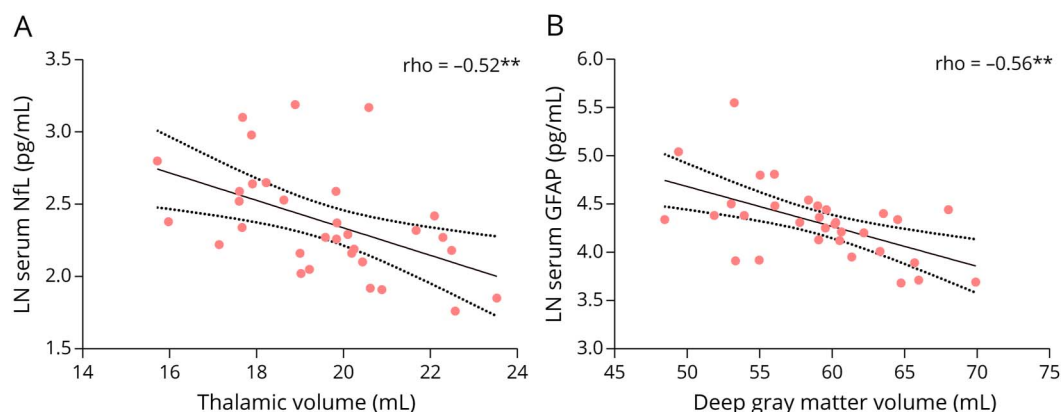 A
rho = –0.52**
LN serum NfL (pg/mL)
3.5
3.0
2.5
2.0
1.5
14 16 18 20 22 24
Thalamic volume (mL)
B
rho = –0.56**
LN serum GFAP (pg/mL)
6.0
5.5
5.0
4.5
4.0
3.5
3.0
45 50 55 60 65 70 75
Deep gray matter volume (mL)